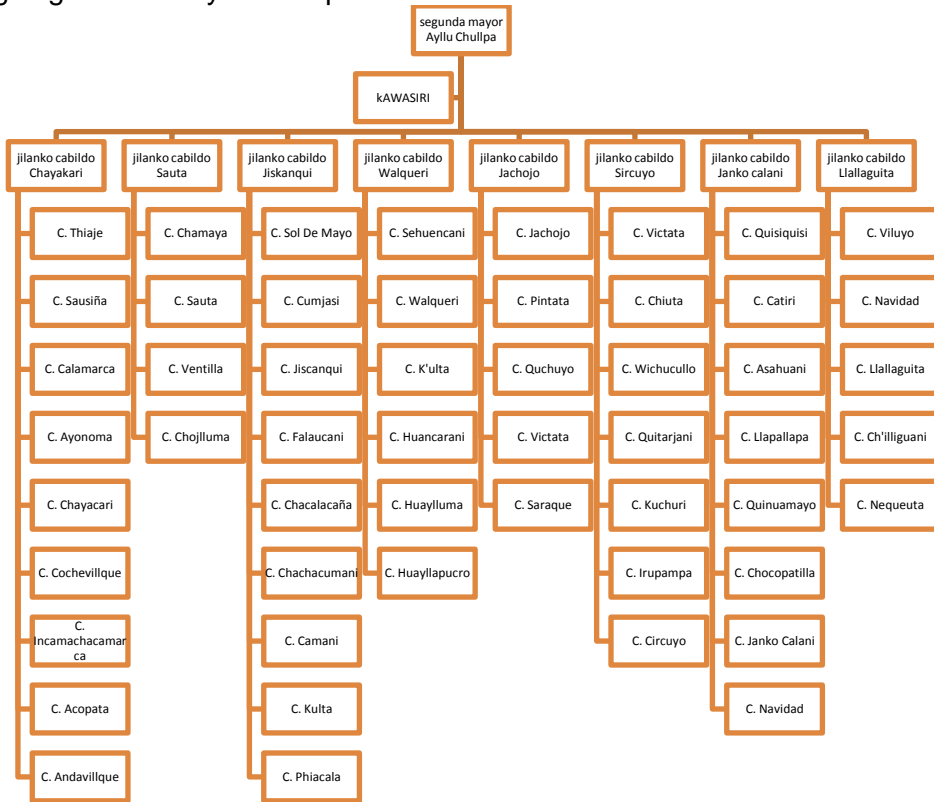 segunda mayor
Ayllu Chullpa
kAWASIRI
jilanko cabildo
Chayakari
C. Thiaje
C. Sausiña
C. Calamarca
C. Ayonoma
C. Chayacari
C. Cochevillque
C.
Incamachacamar
ca
C. Acopata
C. Andavillque
jilanko cabildo
Sauta
C. Chamaya
C. Sauta
C. Ventilla
C. Chojlluma
jilanko cabildo
Jiskanqui
C. Sol De Mayo
C. Cumjasi
C. Jiscanqui
C. Falaucani
C. Chacalacaña
C. Chachacumani
C. Camani
C. Kulta
C. Phiacala
jilanko cabildo
Walqueri
C. Sehuencani
C. Walqueri
C. K'ulta
C. Huancarani
C. Huaylluma
C. Huayllapucro
jilanko cabildo
Jachojo
C. Jachojo
C. Pintata
C. Quchuyo
C. Victata
C. Saraque
jilanko cabildo
Sircuyo
C. Victata
C. Chiuta
C. Wichucullo
C. Quitarjani
C. Kuchuri
C. Irupampa
C. Circuyo
jilanko cabildo
Janko calani
C. Quisiquisi
C. Catiri
C. Asahuani
C. Llapallapa
C. Quinuamayo
C. Chocopatilla
C. Janko Calani
C. Navidad
jilanko cabildo
Llallaguita
C. Viluyo
C. Navidad
C. Llallaguita
C. Ch'illiguani
C. Nequeuta